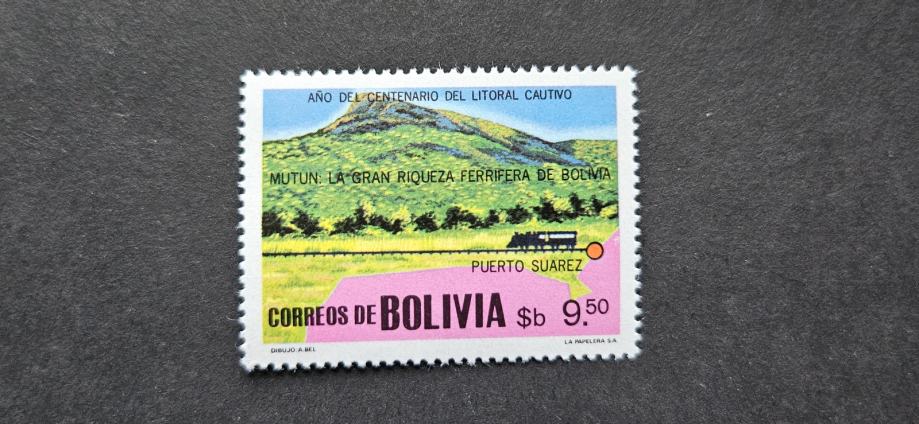 AÑO DEL CENTENARIO DEL LITORAL CAUTIVO
MUTUN: LA GRAN RIQUEZA FERRIFERA DE BOLIVIA
PUERTO SUAREZ
CORREOS DE BOLIVIA $b 9.50
DIBUJO: A.BEL
LA PAPELERA S.A.